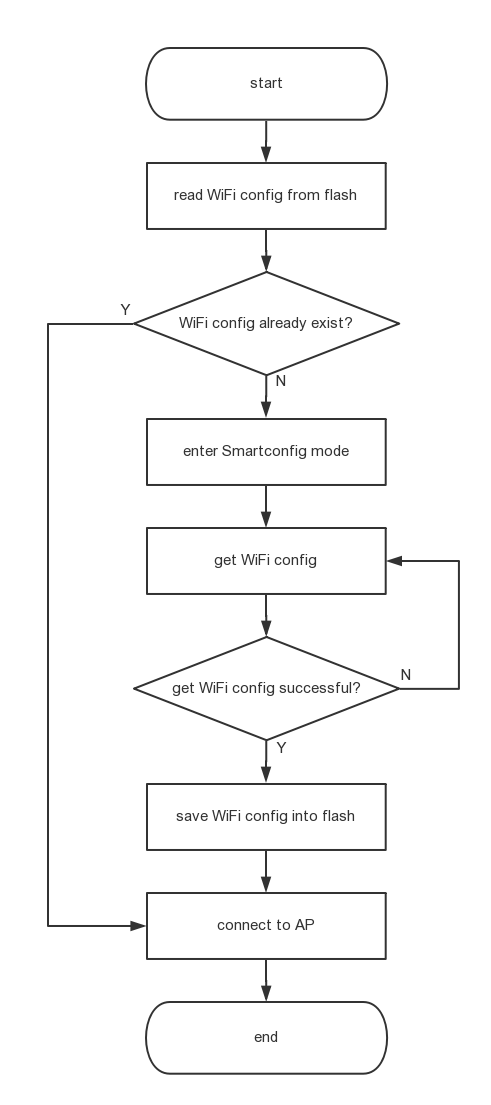 start
read WiFi config from flash
Y
WiFi config already exist?
N
enter Smartconfig mode
get WiFi config
N
get WiFi config successful?
Y
save WiFi config into flash
connect to AP
end